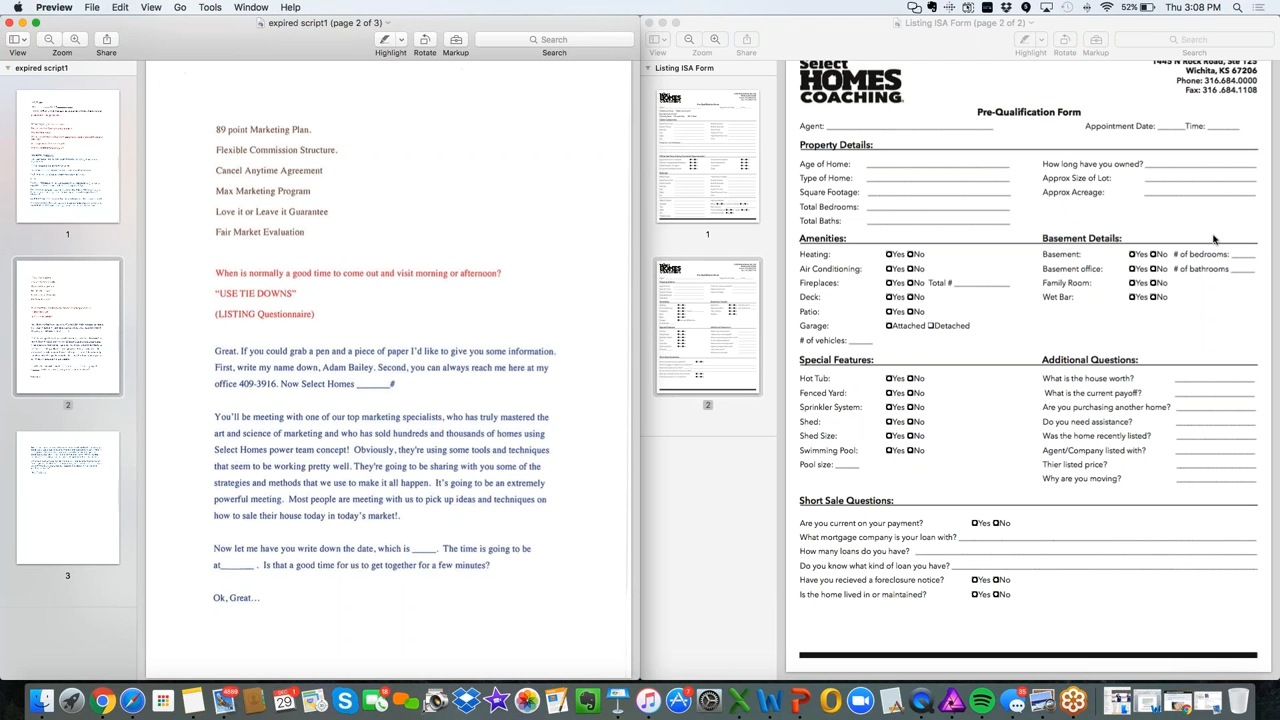 Preview File Edit View Go Tools Window Help
52% Thu 3:08 PM
expired script1 (page 2 of 3)
View Zoom Share Highlight Rotate Markup Search
Search
expired script1
1
2
3
point Marketing Plan.
Commission Structure.
Anytime Agreement
Max Marketing Program
it or Leave it Guarantee
Fair Market Evaluation
When is normally a good time to come out and visit morning or afternoon?
TIE DOWNS"
(LISTING Questionnaire)
If you could grab a pen and a piece of paper I'd like to give you some information.
write my name down, Adam Bailey. Second, you can always reach me here at my
office 409-3916. Now Select Homes _______#
You'll be meeting with one of our top marketing specialists, who has truly mastered the
art and science of marketing and who has sold hundreds and thousands of homes using
Select Homes power team concept! Obviously, they're using some tools and techniques
that seem to be working pretty well. They're going to be sharing with you some of the
strategies and methods that we use to make it all happen. It's going to be an extremely
powerful meeting. Most people are meeting with us to pick up ideas and techniques on
how to sale their house today in today's market!.
Now let me have you write down the date, which is _____. The time is going to be
at_______ . Is that a good time for us to get together for a few minutes?
Ok, Great…
Listing ISA Form (page 2 of 2)
View Zoom Share Highlight Rotate Markup Search
Search
Listing ISA Form
1
2
Select
HOMES
COACHING
1445 N Rock Road, Ste 125
Wichita, KS 67206
Phone: 316.684.0000
Fax: 316.684.1108
Pre-Qualification Form
Agent:
Appointment Date:
Property Details:
Age of Home:
Type of Home:
Square Footage:
Total Bedrooms:
Total Baths:
How long have you owned?
Approx Size of Lot:
Approx Acreage:
Amenities:
Heating: Yes No
Air Conditioning: Yes No
Fireplaces: Yes No Total #
Deck: Yes No
Patio: Yes No
Garage: Attached Detached
# of openers:
Basement Details:
Basement: Yes No # of bedrooms:
Basement offices: Yes No # of bathrooms
Family Room: Yes No
Wet Bar: Yes No
Special Features:
Hot Tub: Yes No
Fenced Yard: Yes No
Sprinkler System: Yes No
Shed: Yes No
Shed Size: Yes No
Swimming Pool: Yes No
Pool size:
Additional Questions:
What is the house worth?
What is the current payoff?
Are you purchasing another home?
Do you need assistance?
Was the home recently listed?
Agent/Company listed with?
Thier listed price?
Why are you moving?
Short Sale Questions:
Are you current on your payment? Yes No
What mortgage company is your loan with?
How many loans do you have?
Do you know what kind of loan you have?
Have you recieved a foreclosure notice? Yes No
Is the home lived in or maintained? Yes No